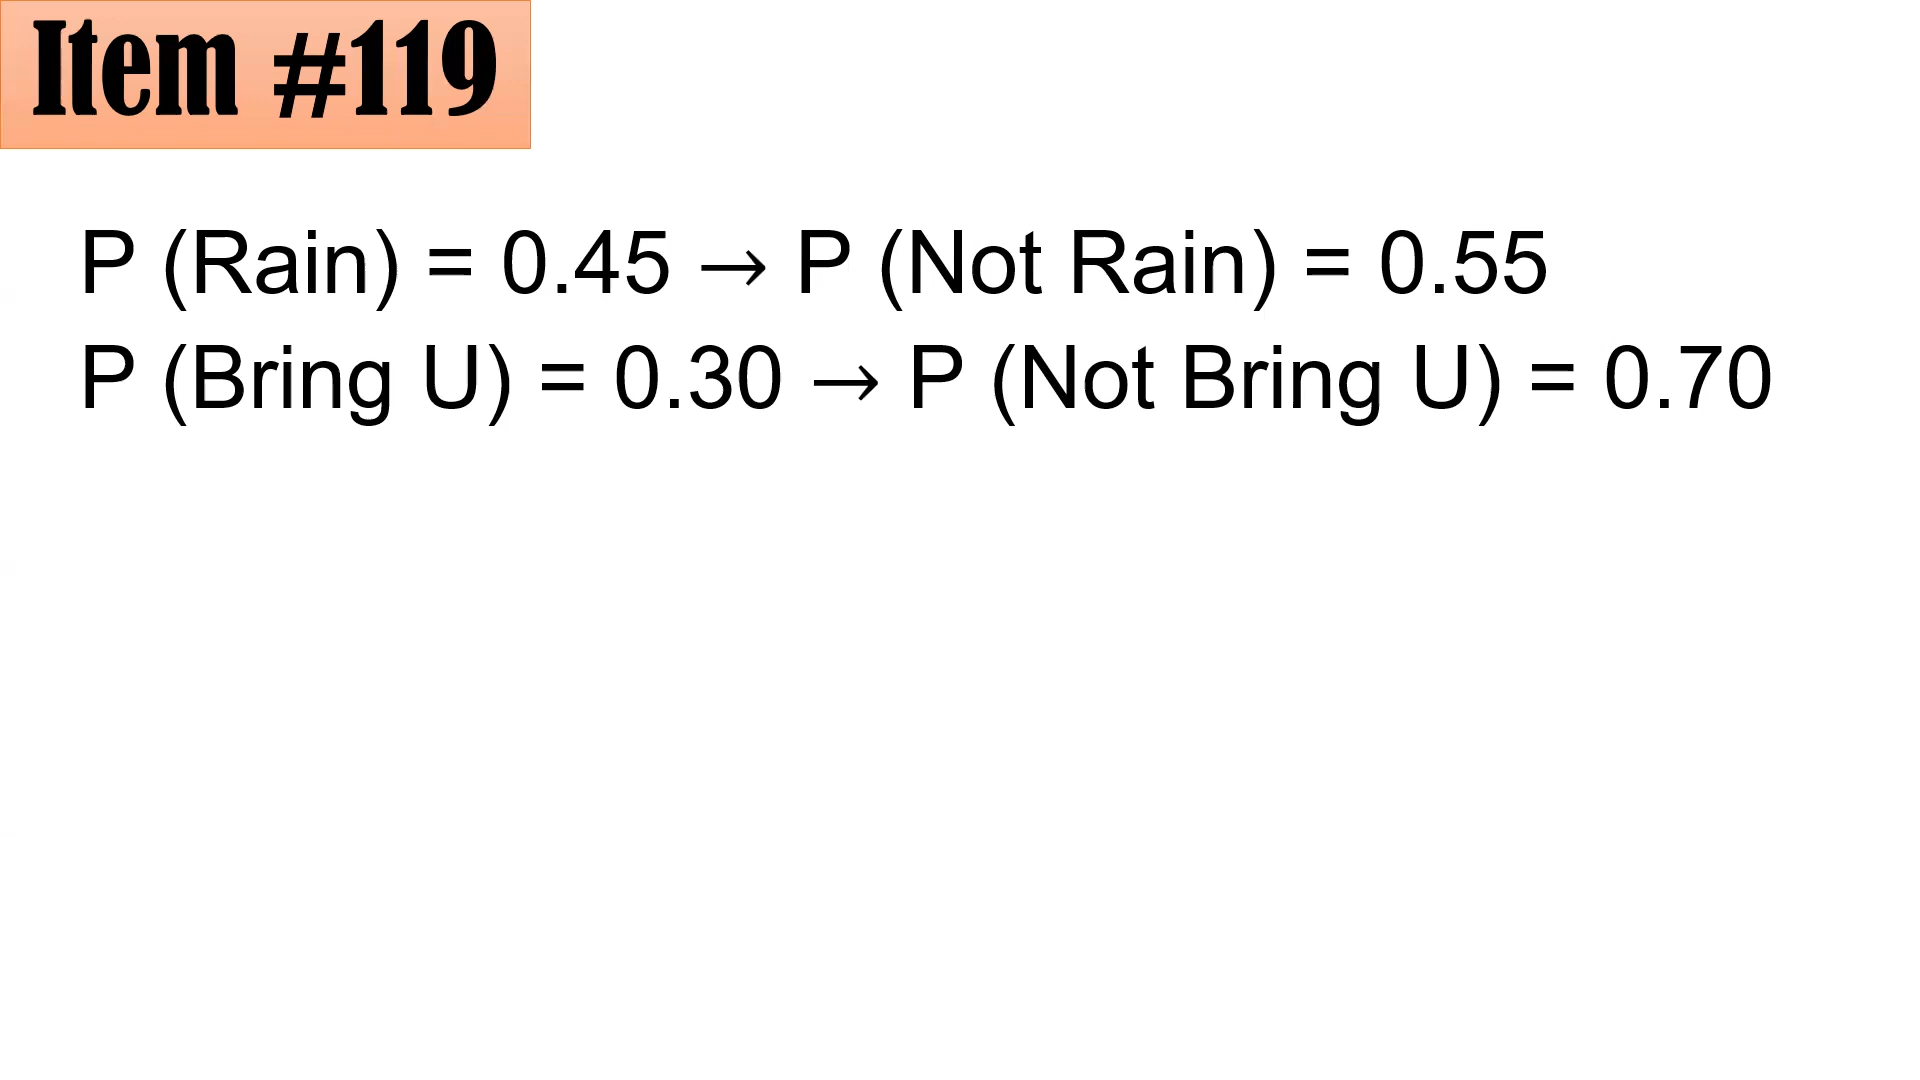 Item #119
P (Rain) = 0.45 → P (Not Rain) = 0.55
P (Bring U) = 0.30 → P (Not Bring U) = 0.70